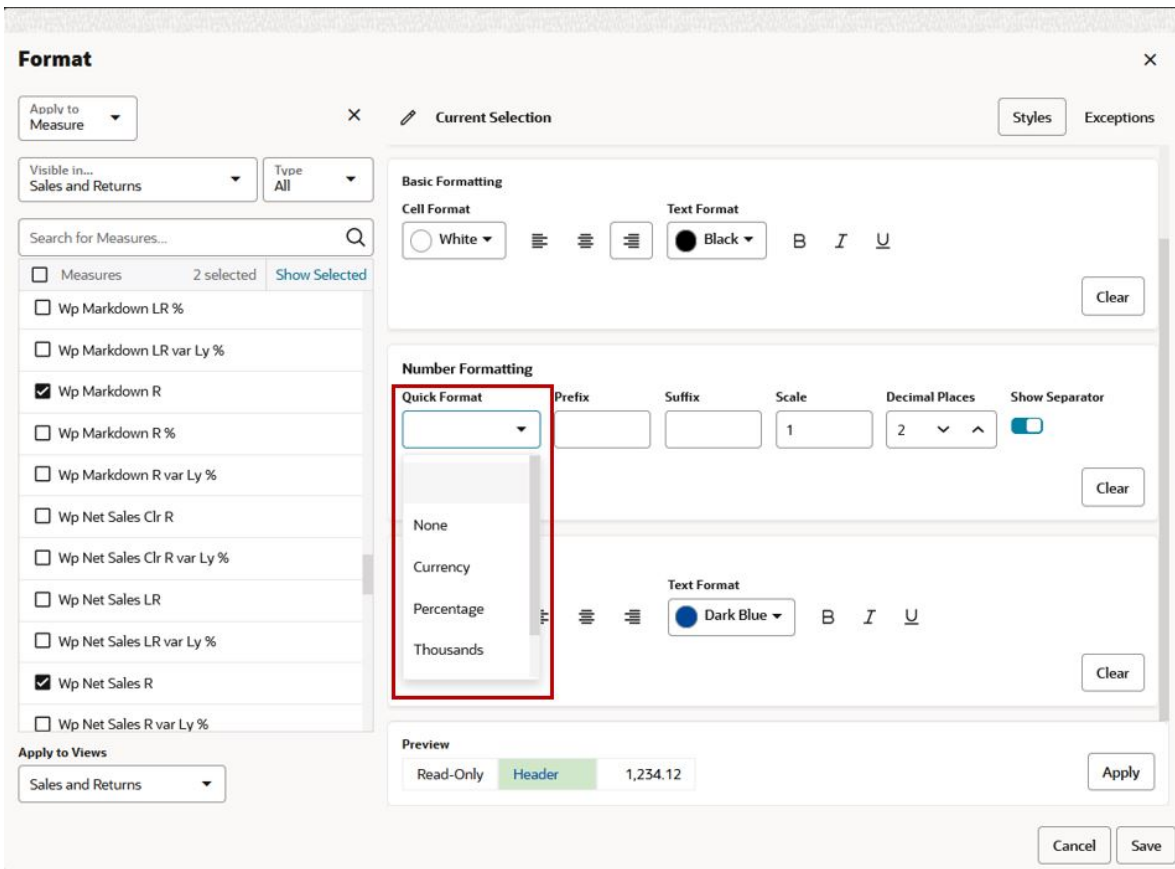 Format
Apply to
Measure
Visible in...
Sales and Returns
Type
All
Search for Measures...
Measures 2 selected Show Selected
Wp Markdown LR %
Wp Markdown LR var Ly %
Wp Markdown R
Wp Markdown R %
Wp Markdown R var Ly %
Wp Net Sales Clr R
Wp Net Sales Clr R var Ly %
Wp Net Sales LR
Wp Net Sales LR var Ly %
Wp Net Sales R
Wp Net Sales R var Ly %
Apply to Views
Sales and Returns
Current Selection
Styles Exceptions
Basic Formatting
Cell Format Text Format
White Black B I U
Clear
Number Formatting
Quick Format Prefix Suffix Scale Decimal Places Show Separator
1 2
Clear
None
Currency
Percentage
Thousands
Text Format
Dark Blue B I U
Clear
Preview
Read-Only Header 1,234.12
Apply
Cancel Save